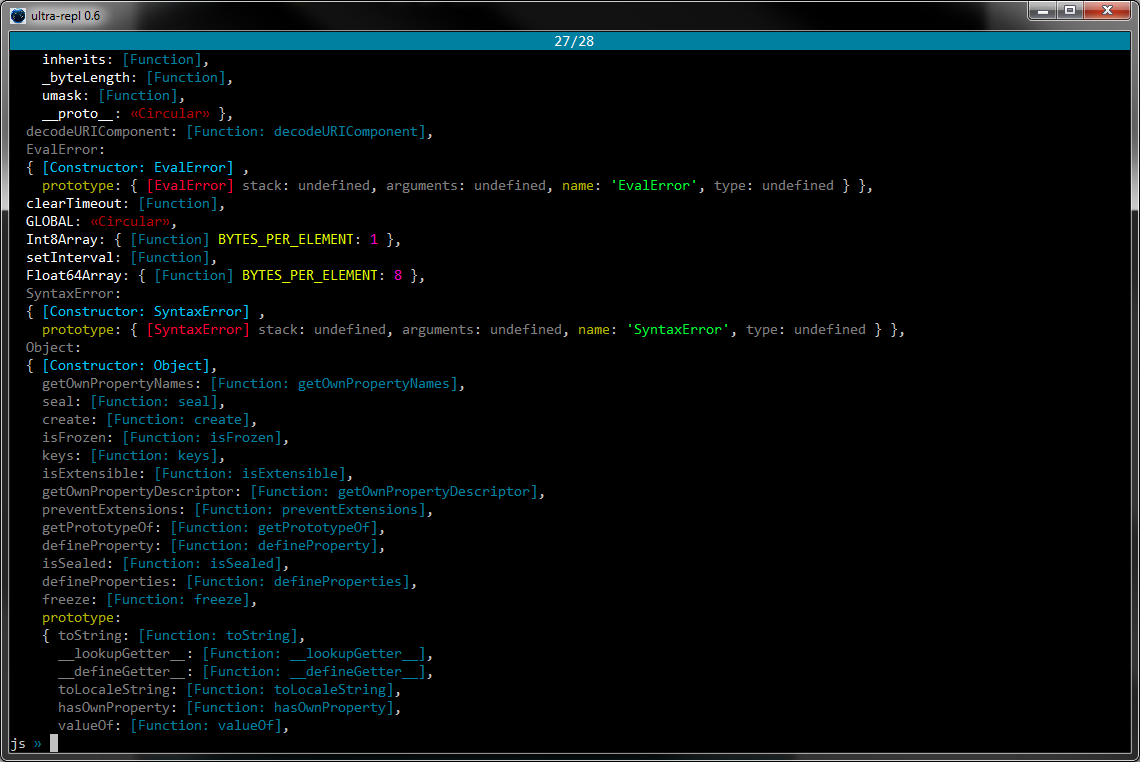 ultra-repl 0.6
27/28
inherits: [Function],
_byteLength: [Function],
umask: [Function],
__proto__: «Circular» },
decodeURIComponent: [Function: decodeURIComponent],
EvalError:
{ [Constructor: EvalError] ,
prototype: { [EvalError] stack: undefined, arguments: undefined, name: 'EvalError', type: undefined } },
clearTimeout: [Function],
GLOBAL: «Circular»,
Int8Array: { [Function] BYTES_PER_ELEMENT: 1 },
setInterval: [Function],
Float64Array: { [Function] BYTES_PER_ELEMENT: 8 },
SyntaxError:
{ [Constructor: SyntaxError] ,
prototype: { [SyntaxError] stack: undefined, arguments: undefined, name: 'SyntaxError', type: undefined } },
Object:
{ [Constructor: Object],
getOwnPropertyNames: [Function: getOwnPropertyNames],
seal: [Function: seal],
create: [Function: create],
isFrozen: [Function: isFrozen],
keys: [Function: keys],
isExtensible: [Function: isExtensible],
getOwnPropertyDescriptor: [Function: getOwnPropertyDescriptor],
preventExtensions: [Function: preventExtensions],
getPrototypeOf: [Function: getPrototypeOf],
defineProperty: [Function: defineProperty],
isSealed: [Function: isSealed],
defineProperties: [Function: defineProperties],
freeze: [Function: freeze],
prototype:
{ toString: [Function: toString],
__lookupGetter__: [Function: __lookupGetter__],
__defineGetter__: [Function: __defineGetter__],
toLocaleString: [Function: toLocaleString],
hasOwnProperty: [Function: hasOwnProperty],
valueOf: [Function: valueOf],
js »